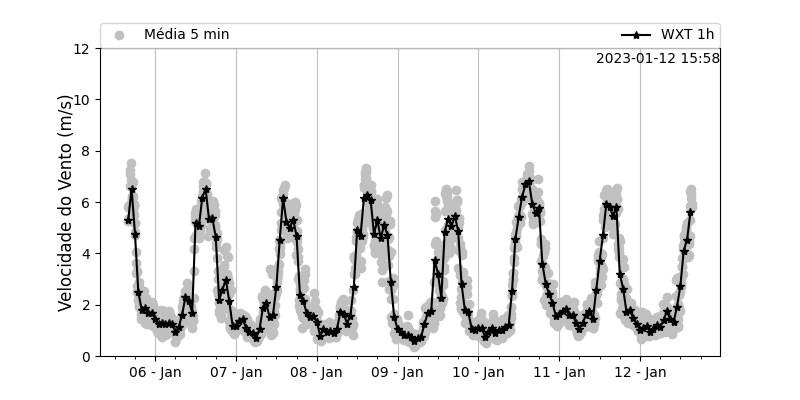 Média 5 min
WXT 1h
2023-01-12 15:58
Velocidade do Vento (m/s)
12
10
8
6
4
2
0
06 - Jan
07 - Jan
08 - Jan
09 - Jan
10 - Jan
11 - Jan
12 - Jan